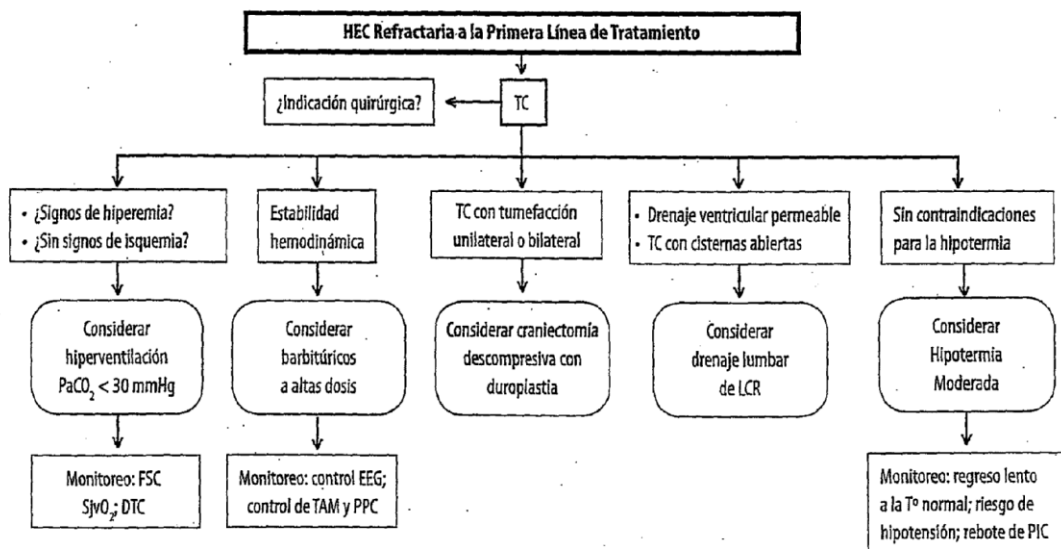 HEC Refractaria a la Primera Línea de Tratamiento
¿Indicación quirúrgica?
TC
• ¿Signos de hiperemia?
• ¿Sin signos de isquemia?
Estabilidad
hemodinámica
TC con tumefacción
unilateral o bilateral
• Drenaje ventricular permeable
• TC con cisternas abiertas
Sin contraindicaciones
para la hipotermia
Considerar
hiperventilación
PaCO₂ < 30 mmHg
Considerar
barbitúricos
a altas dosis
Considerar craniectomía
descompresiva con
duroplastia
Considerar
drenaje lumbar
de LCR
Considerar
Hipotermia
Moderada
Monitoreo: FSC
SjvO₂; DTC
Monitoreo: control EEG;
control de TAM y PPC
Monitoreo: regreso lento
a la Tº normal; riesgo de
hipotensión; rebote de PIC